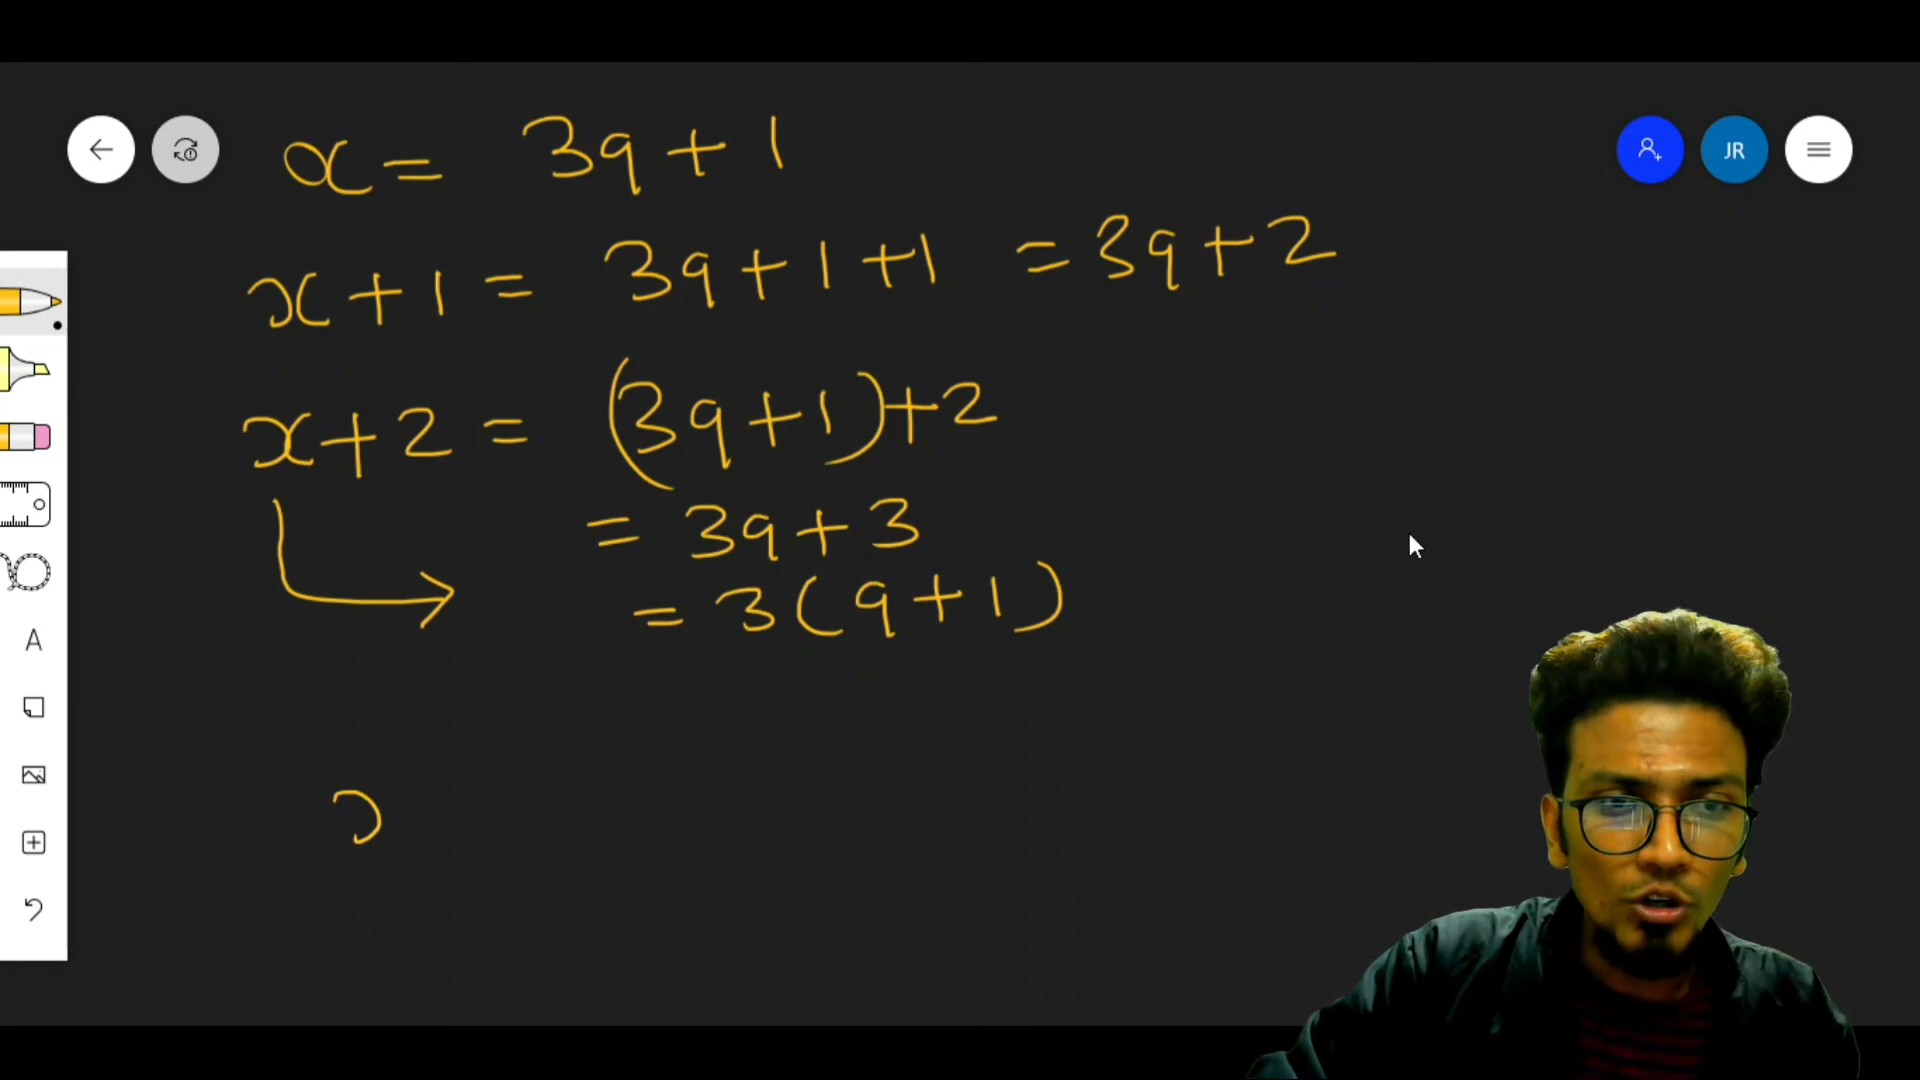 x = 3q + 1
x + 1 = 3q + 1 + 1 = 3q + 2
x + 2 = (3q + 1) + 2
= 3q + 3
= 3(q + 1)
JR
A